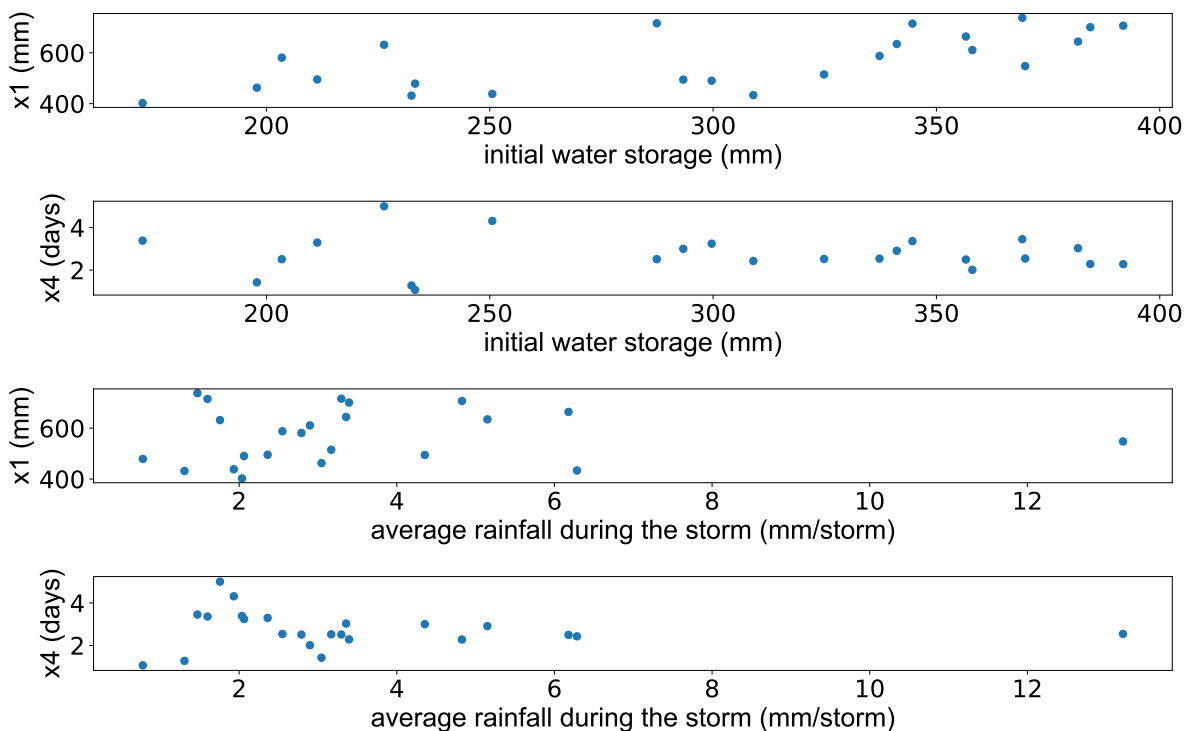 x1 (mm)
600
400
200 250 300 350 400
initial water storage (mm)
x4 (days)
4
2
200 250 300 350 400
initial water storage (mm)
x1 (mm)
600
400
2 4 6 8 10 12
average rainfall during the storm (mm/storm)
x4 (days)
4
2
2 4 6 8 10 12
average rainfall during the storm (mm/storm)